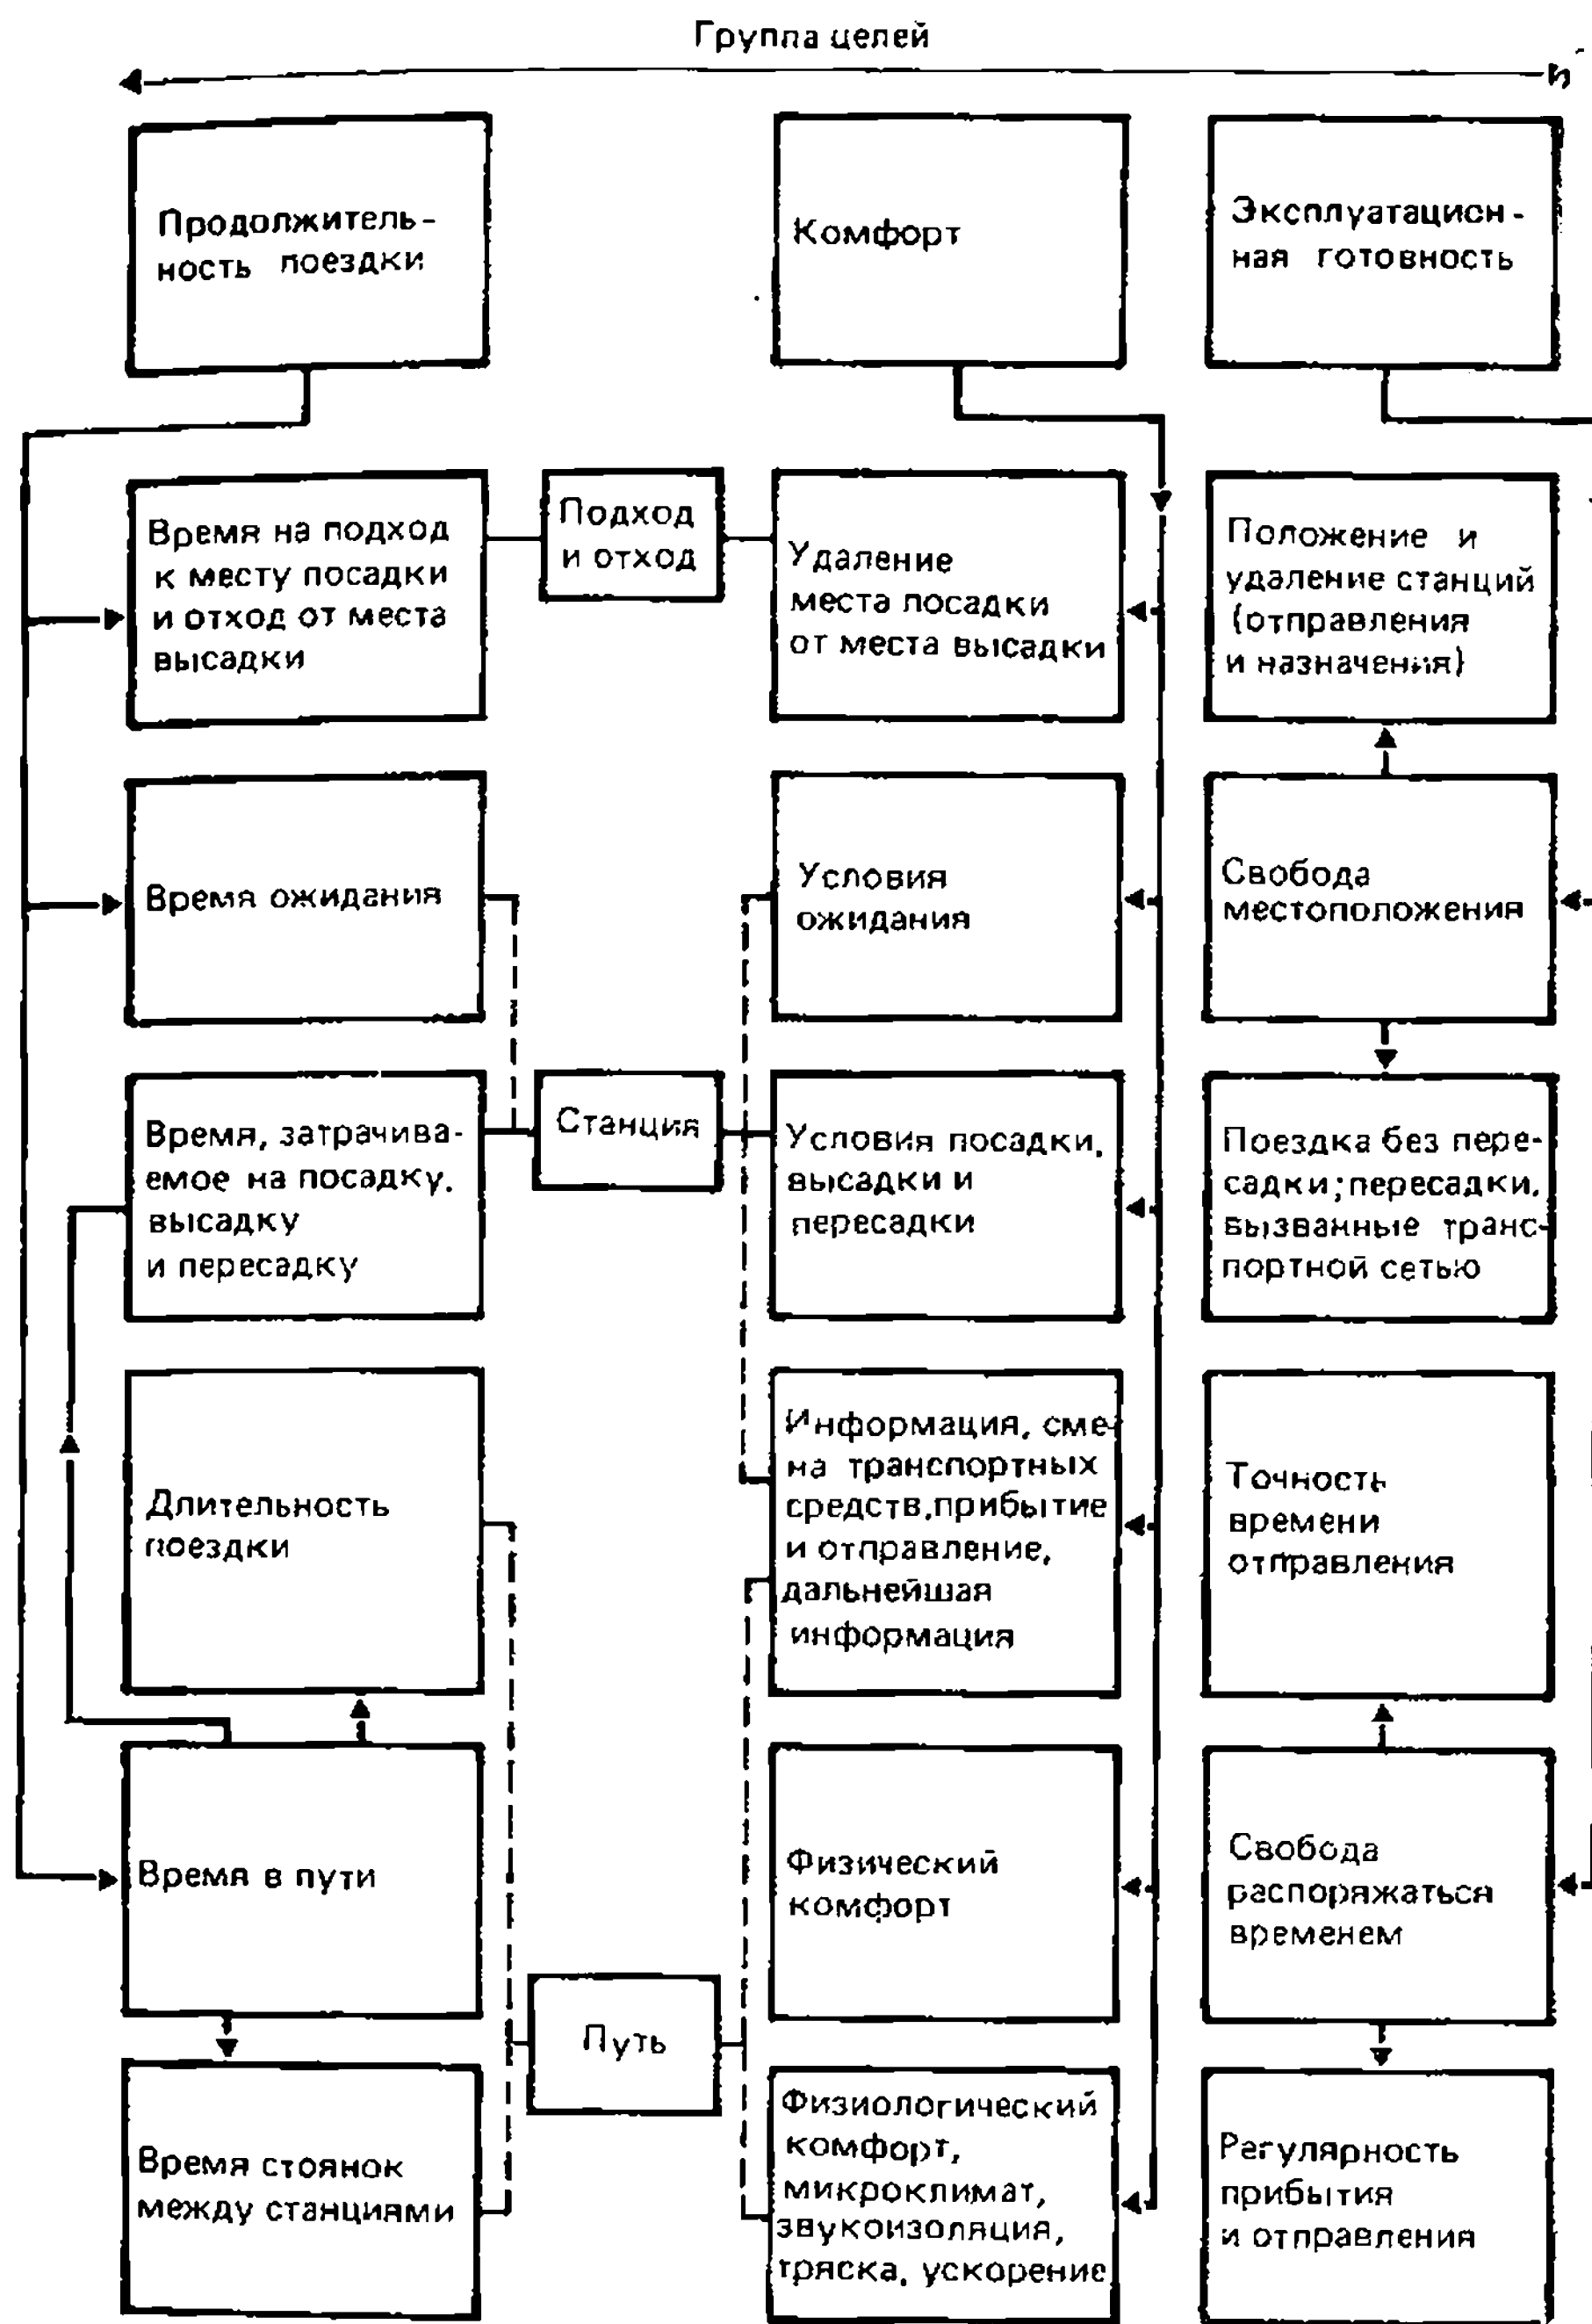 Группа целей
Продолжитель-
ность поездки
Комфорт
Эксплуатацион-
ная готовность
Время на подход
к месту посадки
и отход от места
высадки
Подход
и отход
Удаление
места посадки
от места высадки
Положение и
удаление станций
(отправления
и назначения)
Время ожидания
Условия
ожидания
Свобода
местоположения
Время, затрачива-
емое на посадку,
высадку
и пересадку
Станция
Условия посадки,
высадки и
пересадки
Поездка без пере-
садки; пересадки,
вызванные транс-
портной сетью
Длительность
поездки
Информация, сме-
на транспортных
средств, прибытие
и отправление,
дальнейшая
информация
Точность
времени
отправления
Время в пути
Физический
комфорт
Свобода
распоряжаться
временем
Путь
Время стоянок
между станциями
Физиологический
комфорт,
микроклимат,
звукоизоляция,
тряска, ускорение
Регулярность
прибытия
и отправления